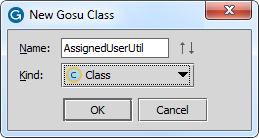 New Gosu Class
Name: AssignedUserUtil
Kind: C Class
OK Cancel